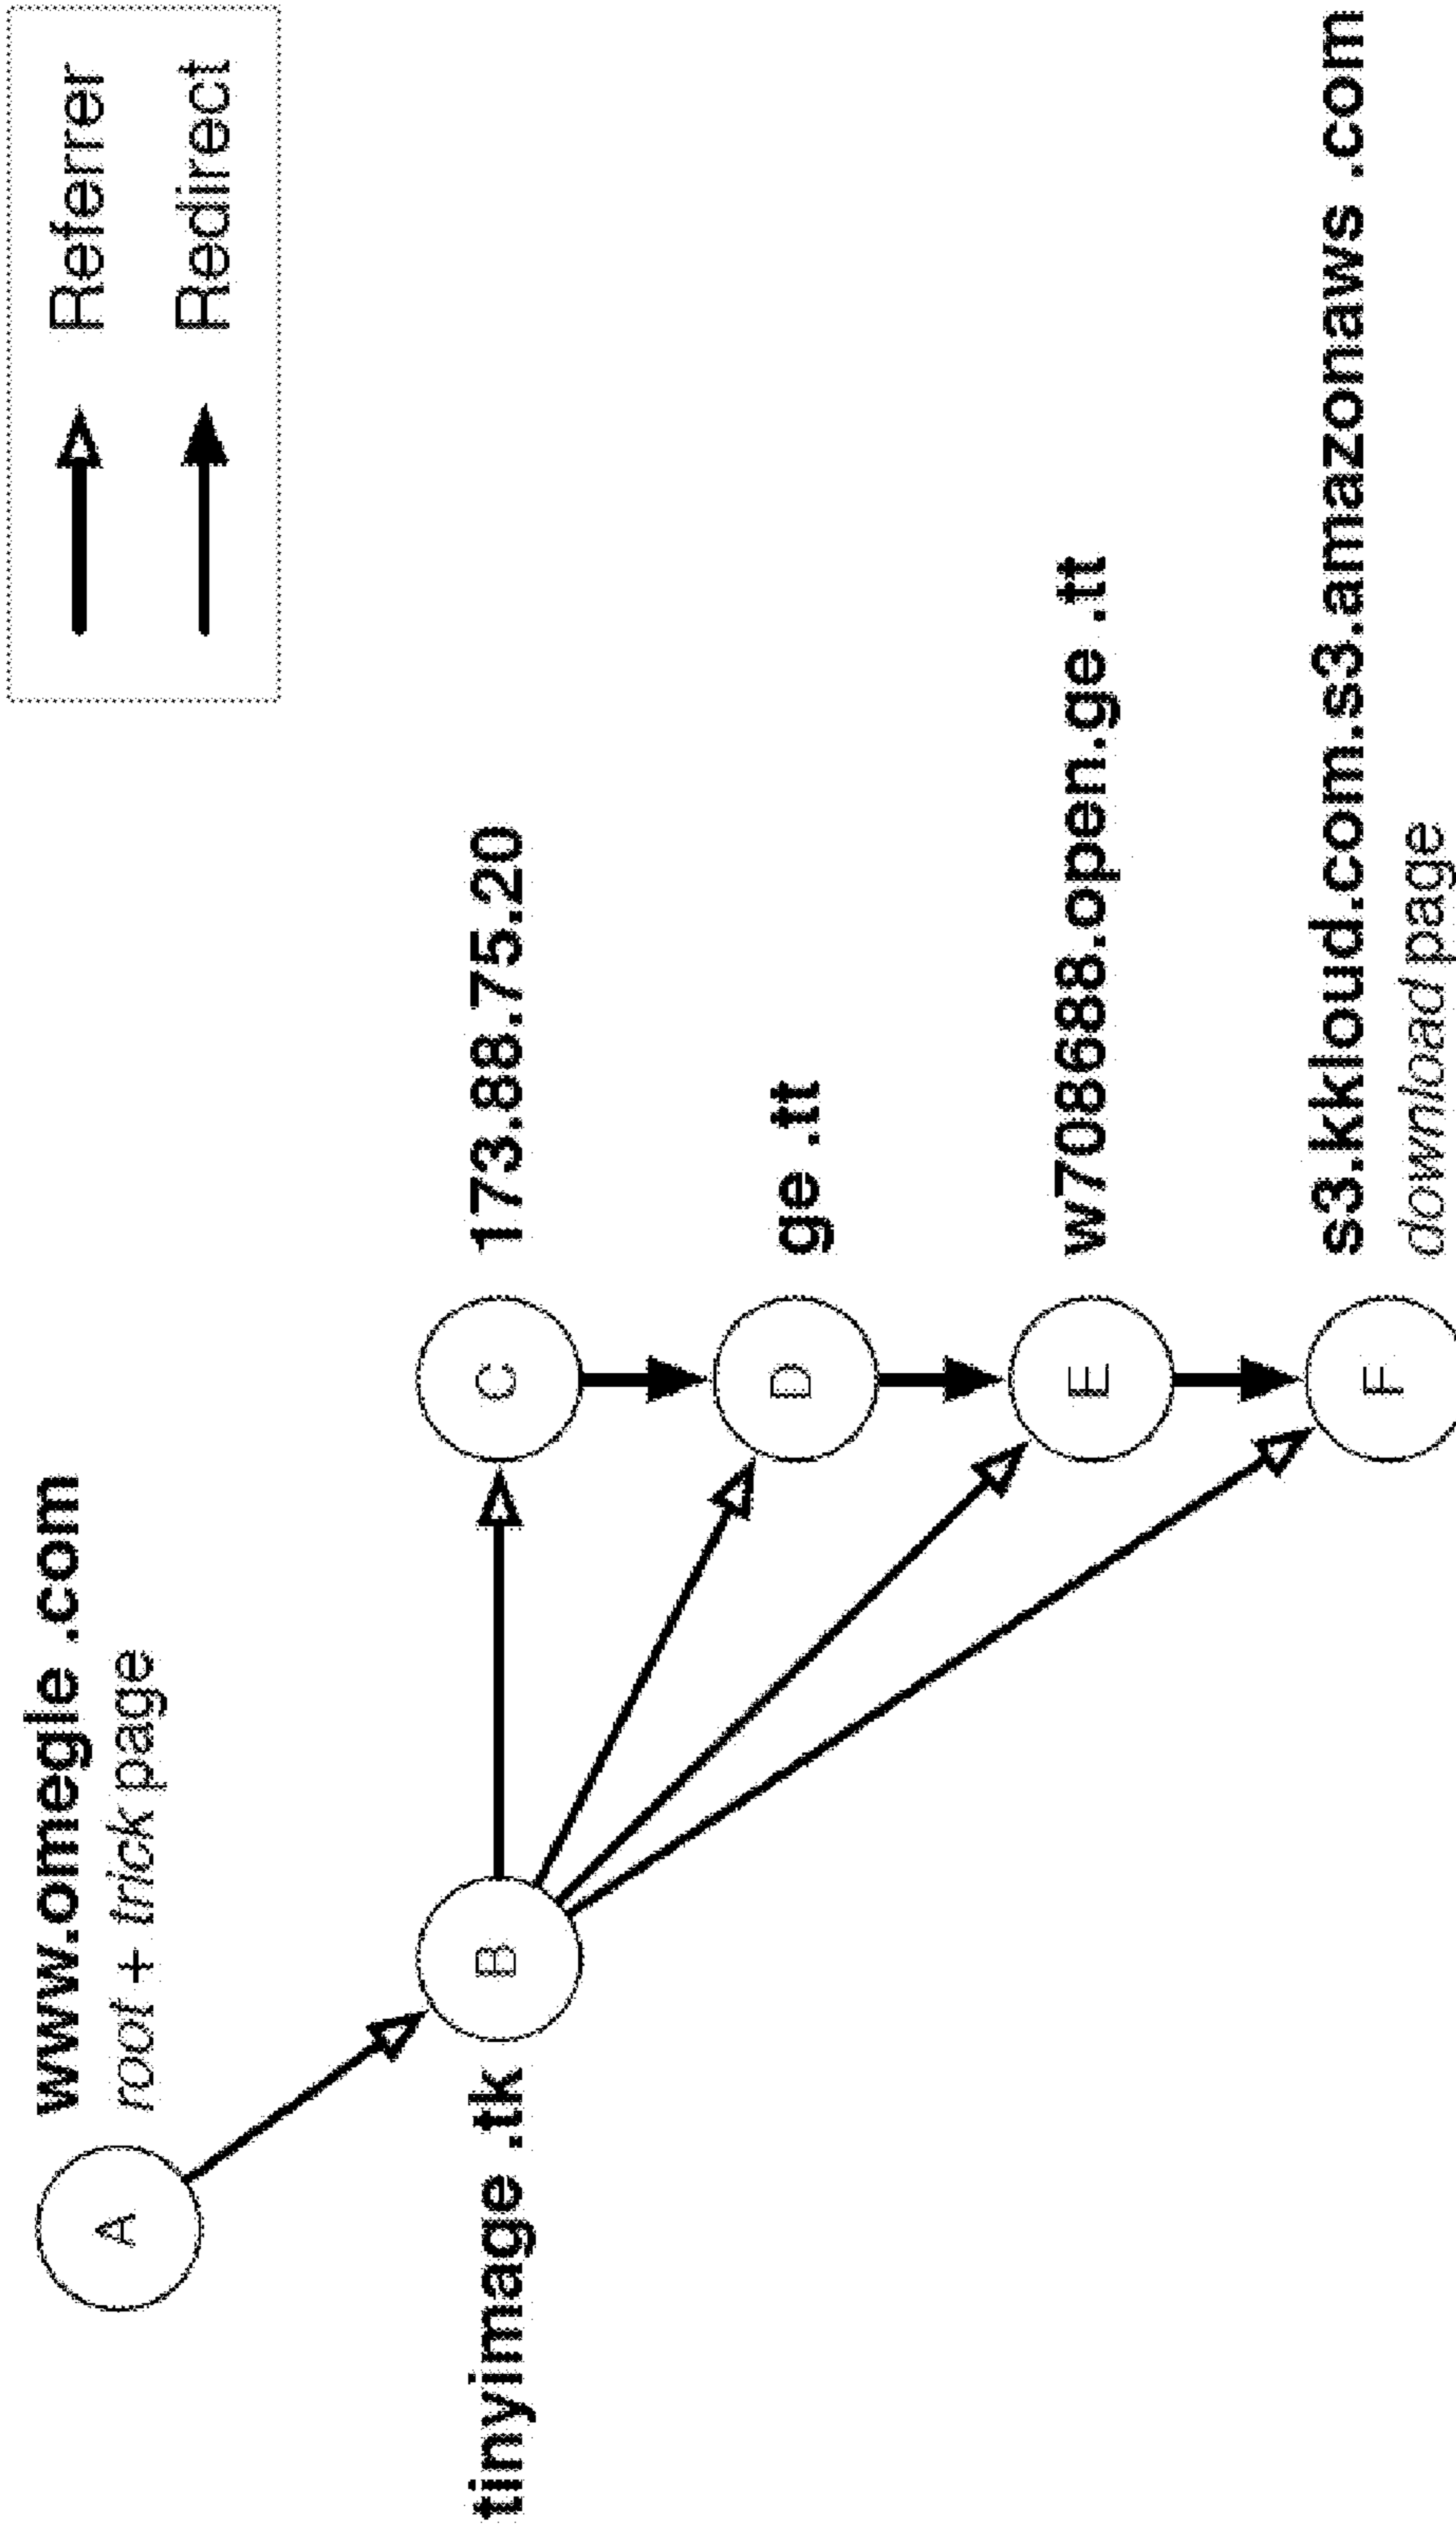 Referrer
Redirect
www.omegle .com
root + trick page
A
tinyimage .tk
B
C
173.88.75.20
D
ge .tt
E
w708688.open.ge .tt
F
s3.kkloud.com.s3.amazonaws .com
download page